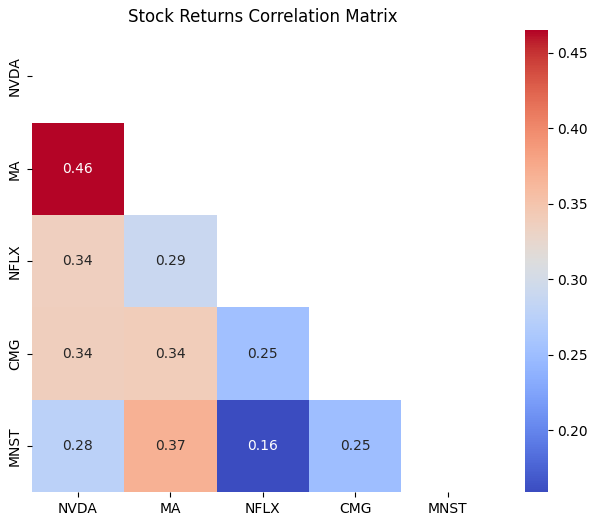 Stock Returns Correlation Matrix
NVDA
MA
0.46
NFLX
0.34 0.29
CMG
0.34 0.34 0.25
MNST
0.28 0.37 0.16 0.25
NVDA MA NFLX CMG MNST
0.45
0.40
0.35
0.30
0.25
0.20